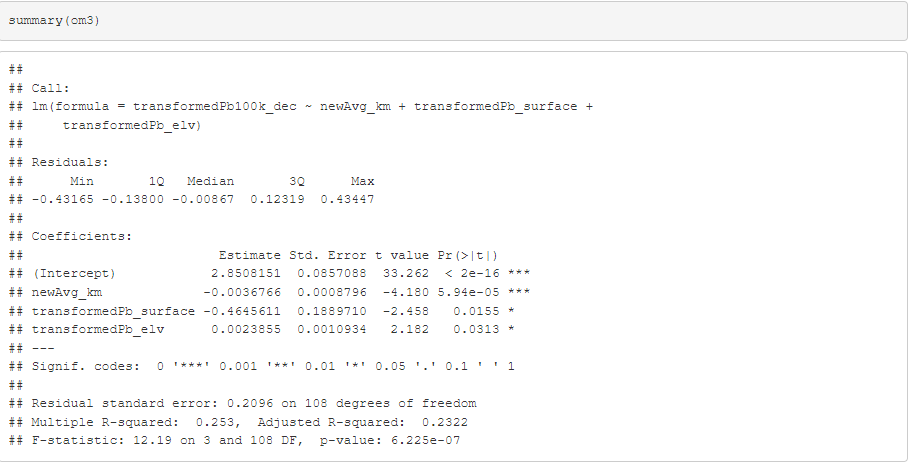 summary(om3)
##
## Call:
## lm(formula = transformedPb100k_dec ~ newAvg_km + transformedPb_surface +
##     transformedPb_elv)
##
## Residuals:
##      Min       1Q   Median       3Q      Max
## -0.43165 -0.13800 -0.00867  0.12319  0.43447
##
## Coefficients:
##                         Estimate Std. Error t value Pr(>|t|)
## (Intercept)            2.8508151  0.0857088  33.262  < 2e-16 ***
## newAvg_km             -0.0036766  0.0008796  -4.180 5.94e-05 ***
## transformedPb_surface -0.4645611  0.1889710  -2.458   0.0155 *
## transformedPb_elv      0.0023855  0.0010934   2.182   0.0313 *
## ---
## Signif. codes:  0 '***' 0.001 '**' 0.01 '*' 0.05 '.' 0.1 ' ' 1
##
## Residual standard error: 0.2096 on 108 degrees of freedom
## Multiple R-squared:  0.253,  Adjusted R-squared:  0.2322
## F-statistic: 12.19 on 3 and 108 DF,  p-value: 6.225e-07